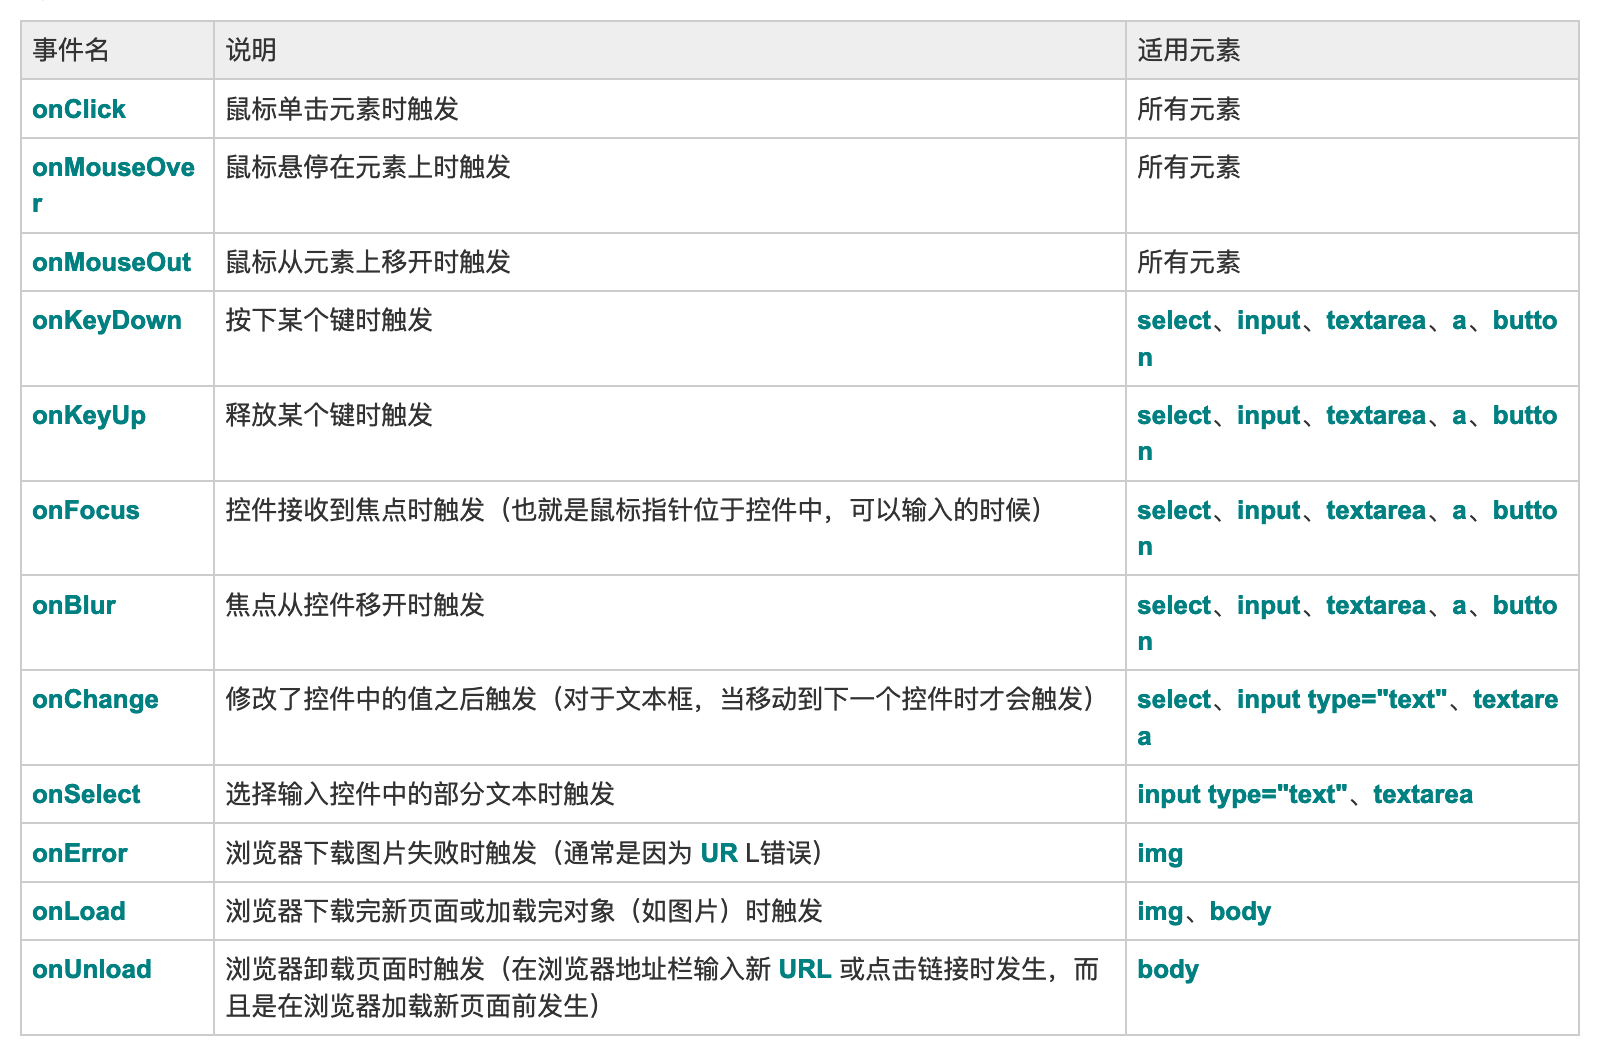 事件名 说明 适用元素
onClick 鼠标单击元素时触发 所有元素
onMouseOve 鼠标悬停在元素上时触发 所有元素
r
onMouseOut 鼠标从元素上移开时触发 所有元素
onKeyDown 按下某个键时触发 select、input、textarea、a、butto
n
onKeyUp 释放某个键时触发 select、input、textarea、a、butto
n
onFocus 控件接收到焦点时触发（也就是鼠标指针位于控件中，可以输入的时候） select、input、textarea、a、butto
n
onBlur 焦点从控件移开时触发 select、input、textarea、a、butto
n
onChange 修改了控件中的值之后触发（对于文本框，当移动到下一个控件时才会触发） select、input type="text"、textare
a
onSelect 选择输入控件中的部分文本时触发 input type="text"、textarea
onError 浏览器下载图片失败时触发（通常是因为 UR L错误） img
onLoad 浏览器下载完新页面或加载完对象（如图片）时触发 img、body
onUnload 浏览器卸载页面时触发（在浏览器地址栏输入新 URL 或点击链接时发生，而 body
且是在浏览器加载新页面前发生）